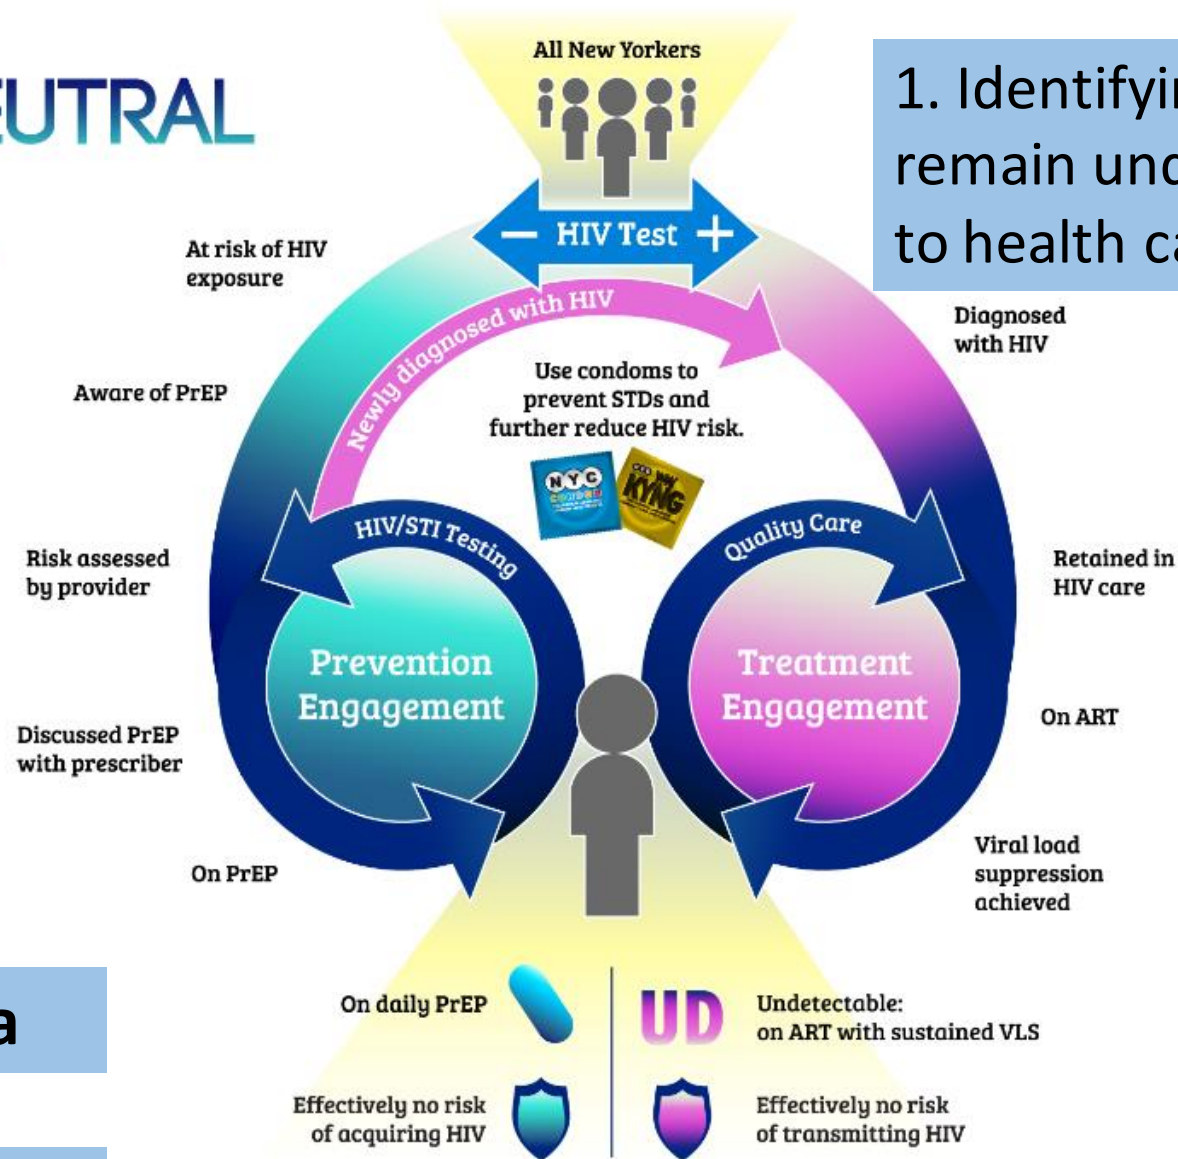 EUTRAL
All New Yorkers
1. Identifyin
remain und
to health ca
– HIV Test +
At risk of HIV
exposure
Newly diagnosed with HIV
Diagnosed
with HIV
Aware of PrEP
Use condoms to
prevent STDs and
further reduce HIV risk.
NYC
CONDOM
KYNG
HIV/STI Testing
Quality Care
Risk assessed
by provider
Retained in
HIV care
Prevention
Engagement
Treatment
Engagement
Discussed PrEP
with prescriber
On ART
On PrEP
Viral load
suppression
achieved
a
On daily PrEP
UD
Undetectable:
on ART with sustained VLS
Effectively no risk
of acquiring HIV
Effectively no risk
of transmitting HIV